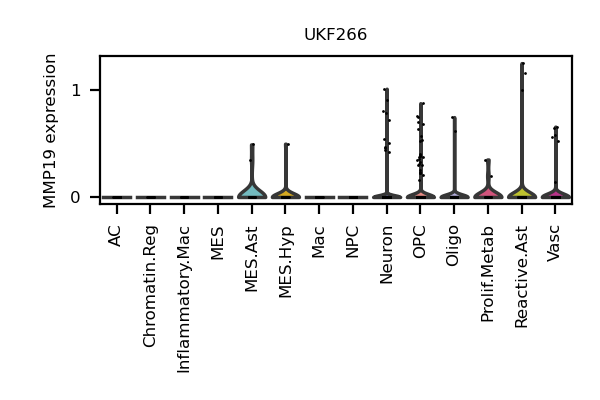 UKF266
MMP19 expression
1
0
AC
Chromatin.Reg
Inflammatory.Mac
MES
MES.Ast
MES.Hyp
Mac
NPC
Neuron
OPC
Oligo
Prolif.Metab
Reactive.Ast
Vasc